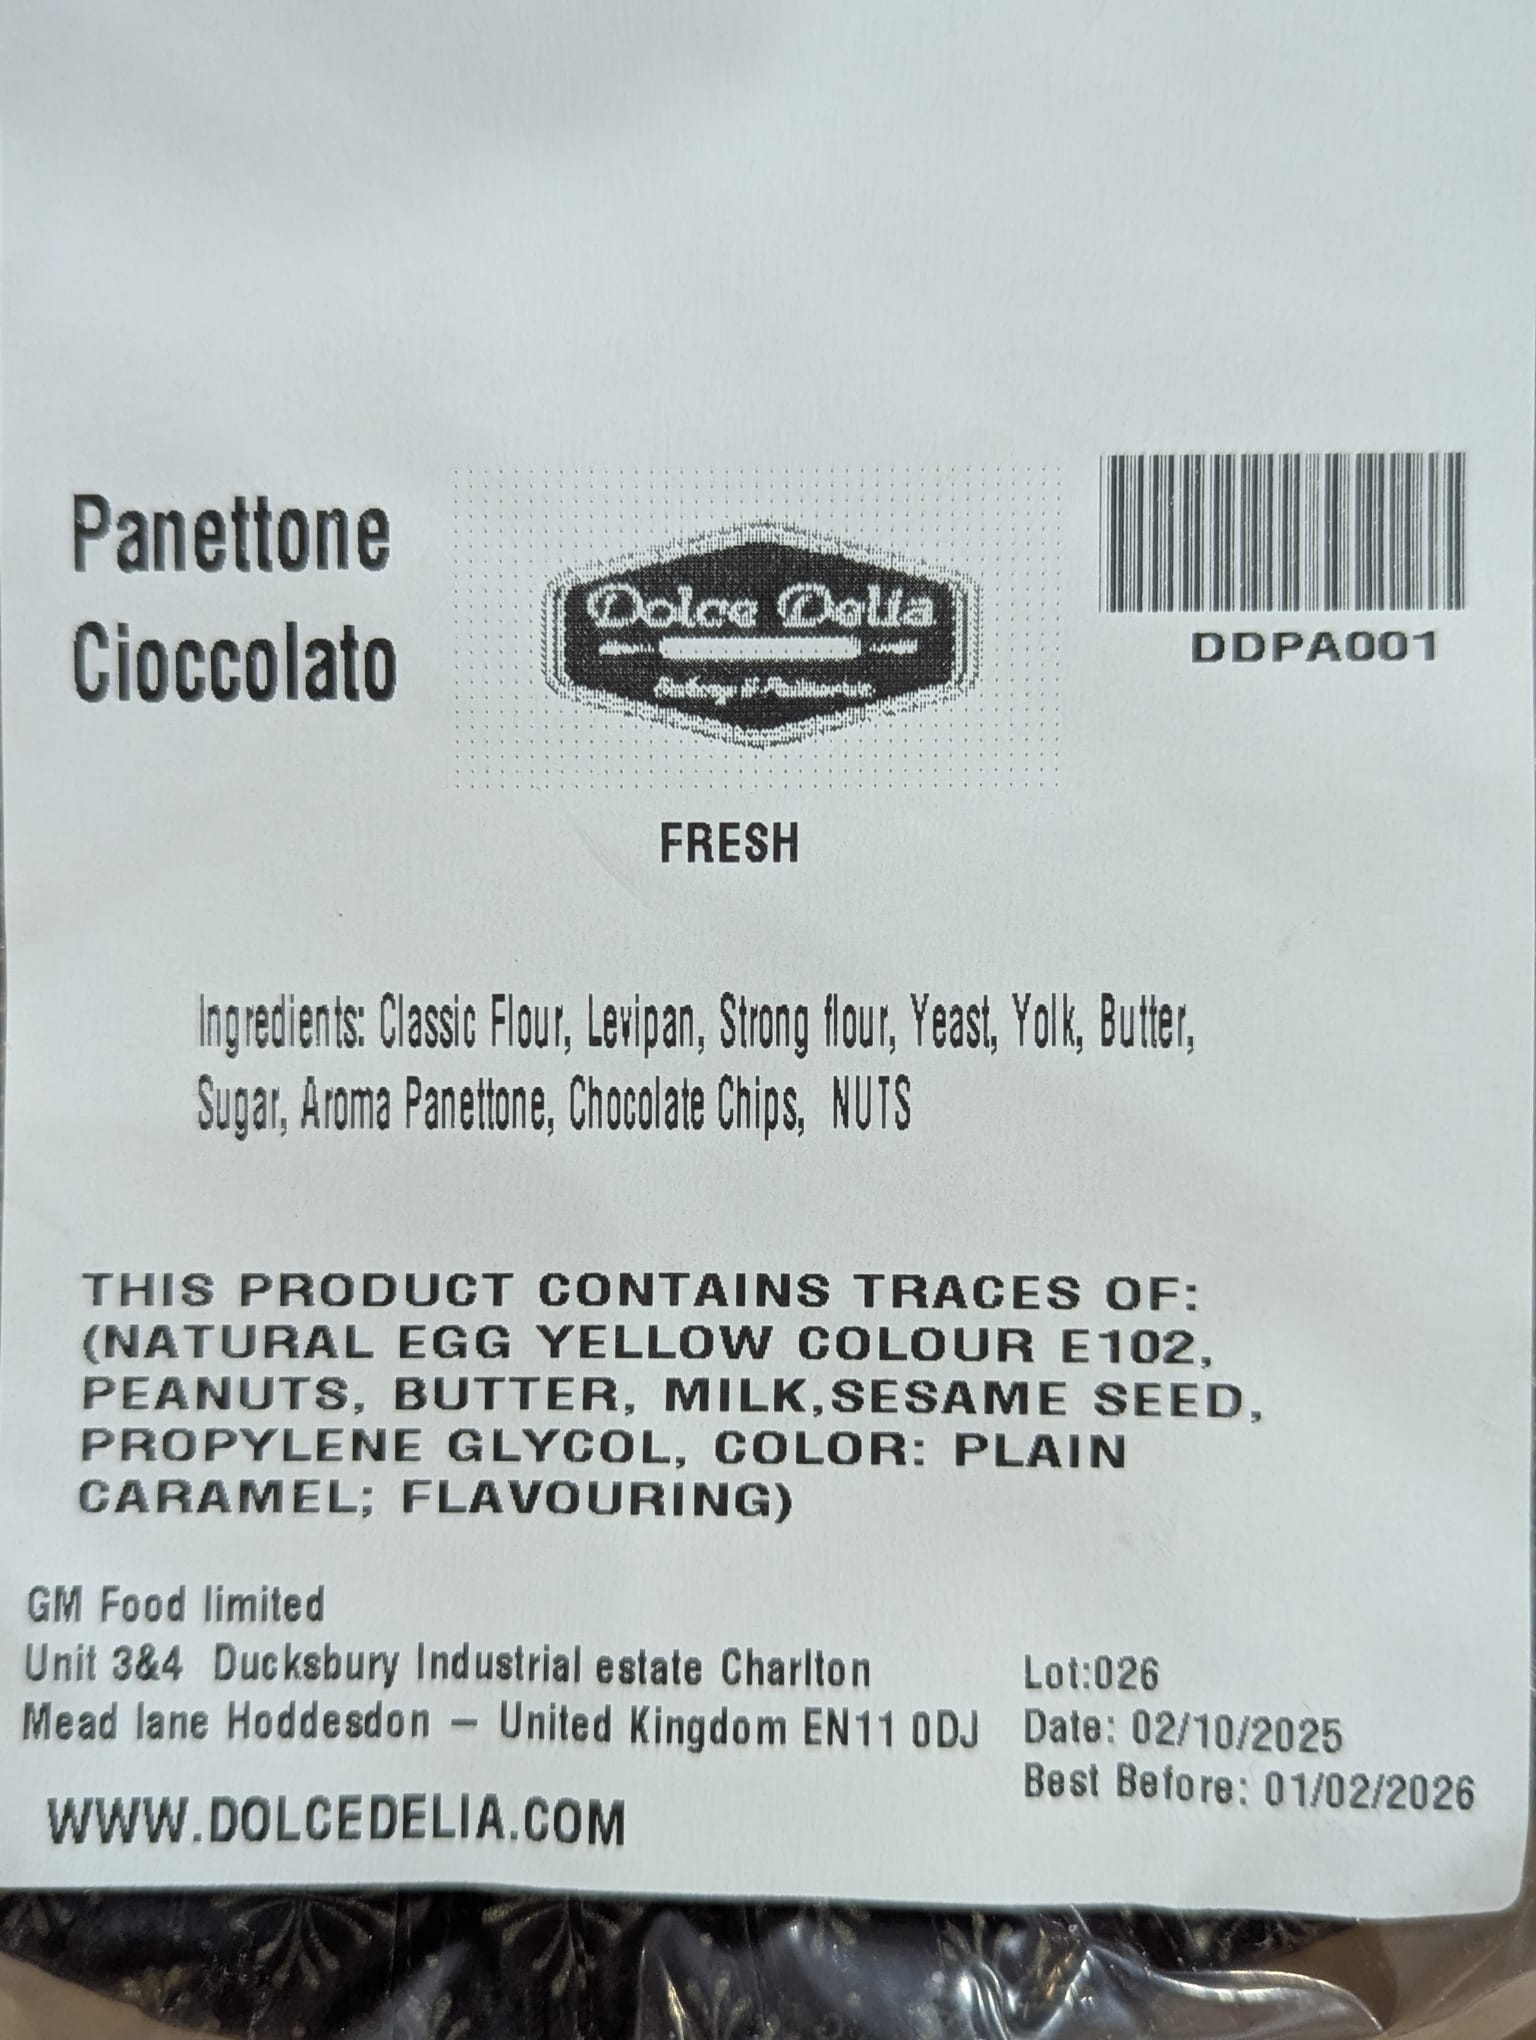 Panettone
Cioccolato
Dolce Delia
DDPA001
FRESH
Ingredients: Classic Flour, Levipan, Strong flour, Yeast, Yolk, Butter,
Sugar, Aroma Panettone, Chocolate Chips, NUTS
THIS PRODUCT CONTAINS TRACES OF:
(NATURAL EGG YELLOW COLOUR E102,
PEANUTS, BUTTER, MILK,SESAME SEED,
PROPYLENE GLYCOL, COLOR: PLAIN
CARAMEL; FLAVOURING)
GM Food limited
Unit 3&4 Ducksbury Industrial estate Charlton
Mead lane Hoddesdon – United Kingdom EN11 0DJ
Lot:026
Date: 02/10/2025
Best Before: 01/02/2026
WWW.DOLCEDELIA.COM